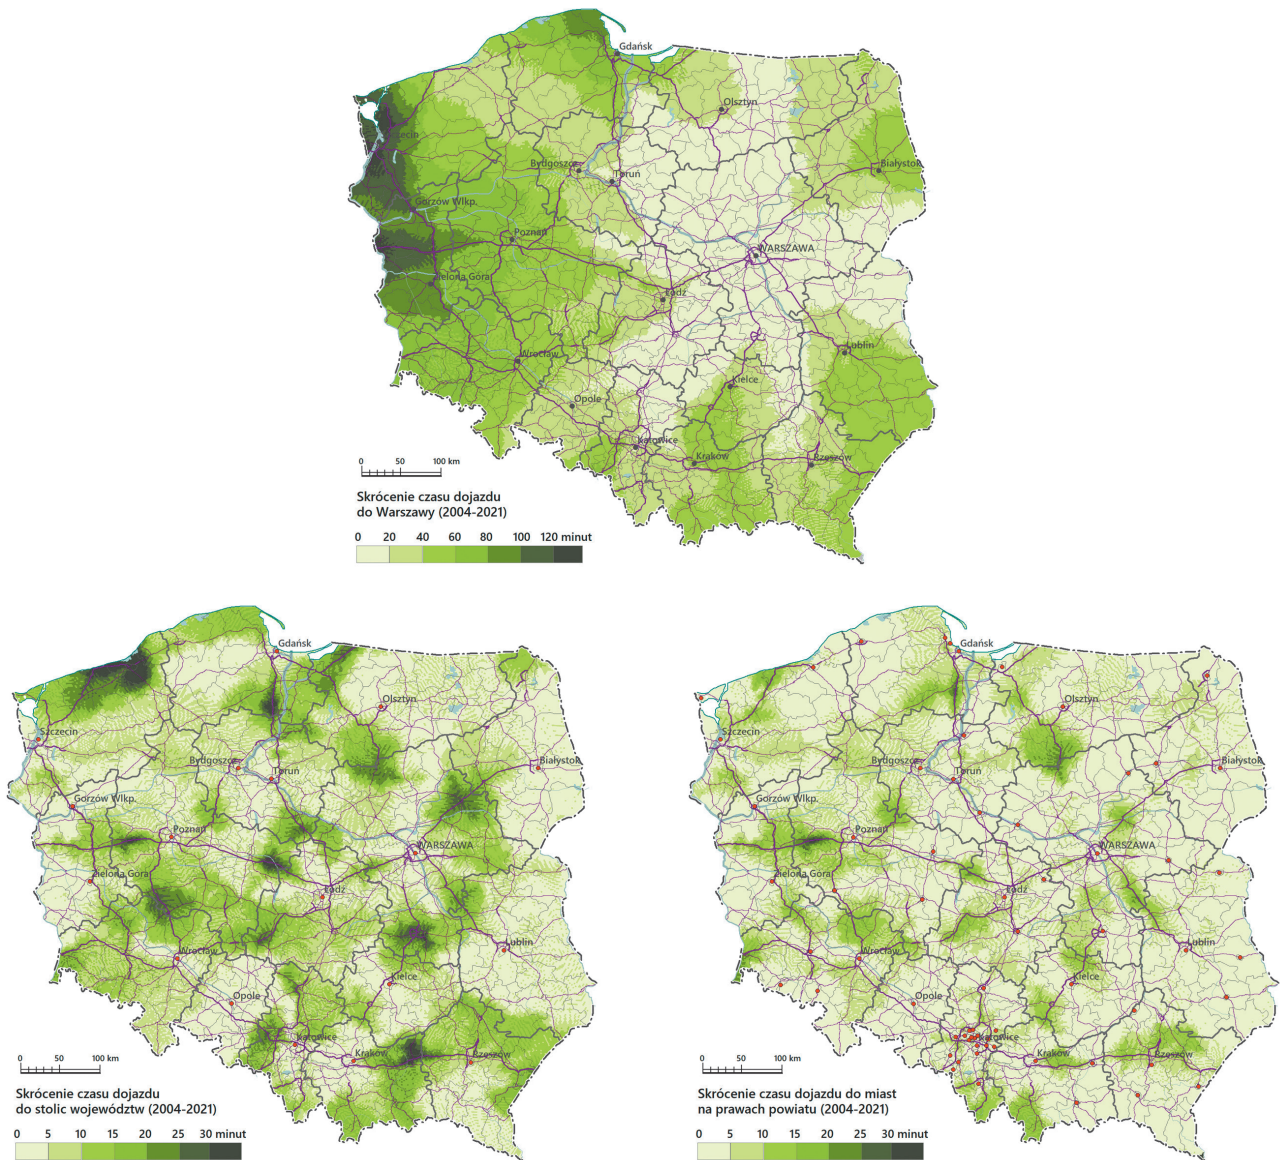 Gdańsk
Olsztyn
Białystok
Bydgoszcz
Toruń
Gorzów Wlkp.
Poznań
WARSZAWA
Zielona Góra
Łódź
Wrocław
Lublin
Kielce
Opole
Katowice
Kraków
Rzeszów
0 50 100 km
Skrócenie czasu dojazdu
do Warszawy (2004-2021)
0 20 40 60 80 100 120 minut
Gdańsk
Olsztyn
Szczecin
Bydgoszcz
Toruń
Białystok
Gorzów Wlkp.
Poznań
WARSZAWA
Zielona Góra
Łódź
Wrocław
Lublin
Kielce
Opole
Katowice
Kraków
Rzeszów
0 50 100 km
Skrócenie czasu dojazdu
do stolic województw (2004-2021)
0 5 10 15 20 25 30 minut
Gdańsk
Olsztyn
Szczecin
Bydgoszcz
Toruń
Białystok
Gorzów Wlkp.
Poznań
WARSZAWA
Zielona Góra
Łódź
Wrocław
Lublin
Kielce
Opole
Katowice
Kraków
Rzeszów
0 50 100 km
Skrócenie czasu dojazdu do miast
na prawach powiatu (2004-2021)
0 5 10 15 20 25 30 minut